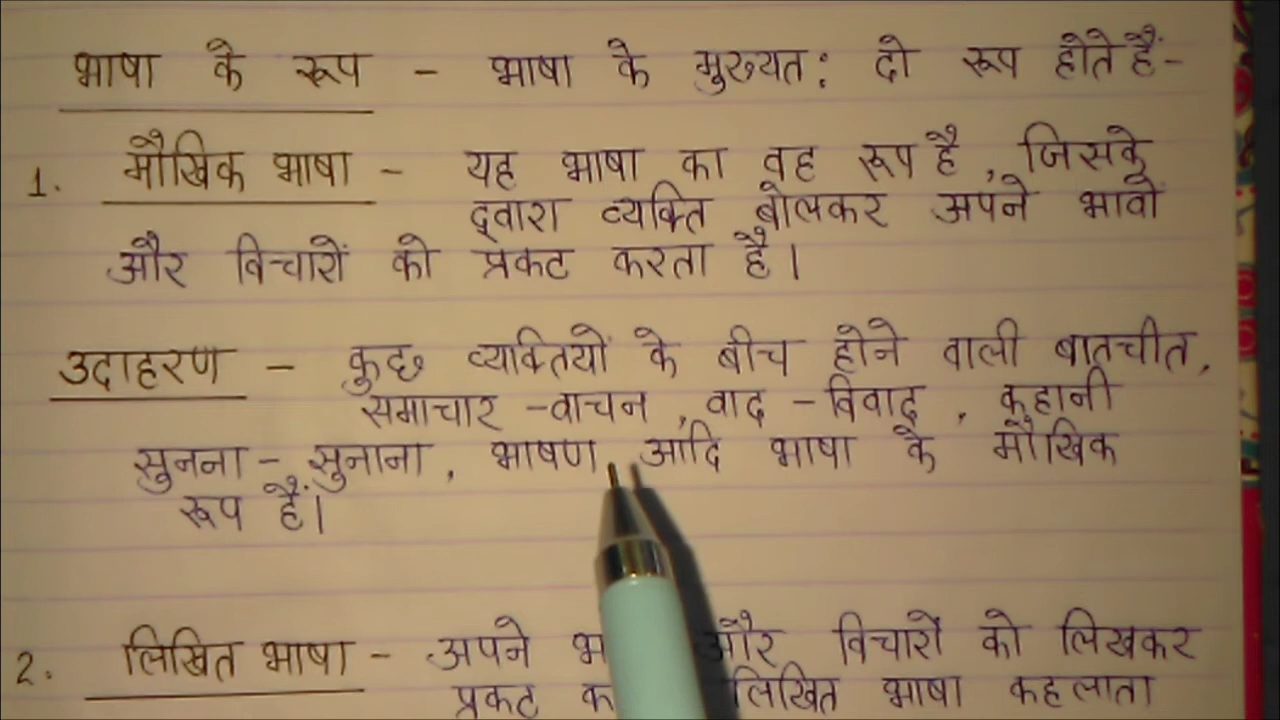 भाषा के रूप - भाषा के मुख्यत: दो रूप होते हैं-
1. मौखिक भाषा - यह भाषा का वह रूप है, जिसके
द्वारा व्यक्ति बोलकर अपने भावों
और विचारों को प्रकट करता है।
उदाहरण - कुछ व्यक्तियों के बीच होने वाली बातचीत,
समाचार -वाचन, वाद -विवाद, कहानी
सुनना - सुनाना, भाषण आदि भाषा के मौखिक
रूप हैं।
2. लिखित भाषा - अपने और विचारों को लिखकर
प्रकट लिखित भाषा कहलाता